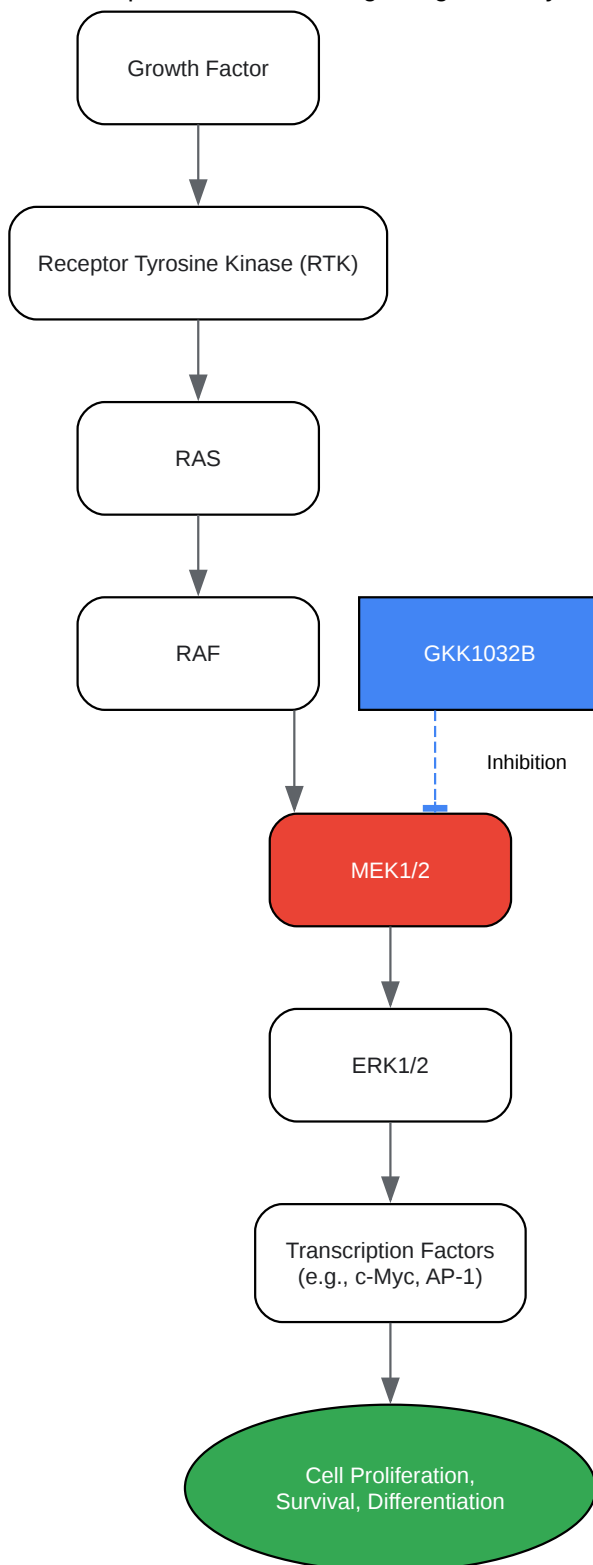 Growth Factor
Receptor Tyrosine Kinase (RTK)
RAS
RAF
GKK1032B
Inhibition
MEK1/2
ERK1/2
Transcription Factors
(e.g., c-Myc, AP-1)
Cell Proliferation,
Survival, Differentiation